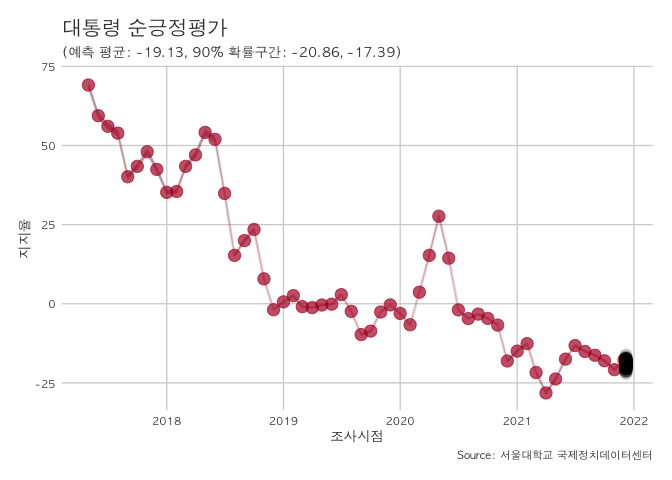 대통령 순긍정평가
(예측 평균: -19.13, 90% 확률구간: -20.86, -17.39)
75
50
25
0
-25
지지율
2018 2019 2020 2021 2022
조사시점
Source: 서울대학교 국제정치데이터센터